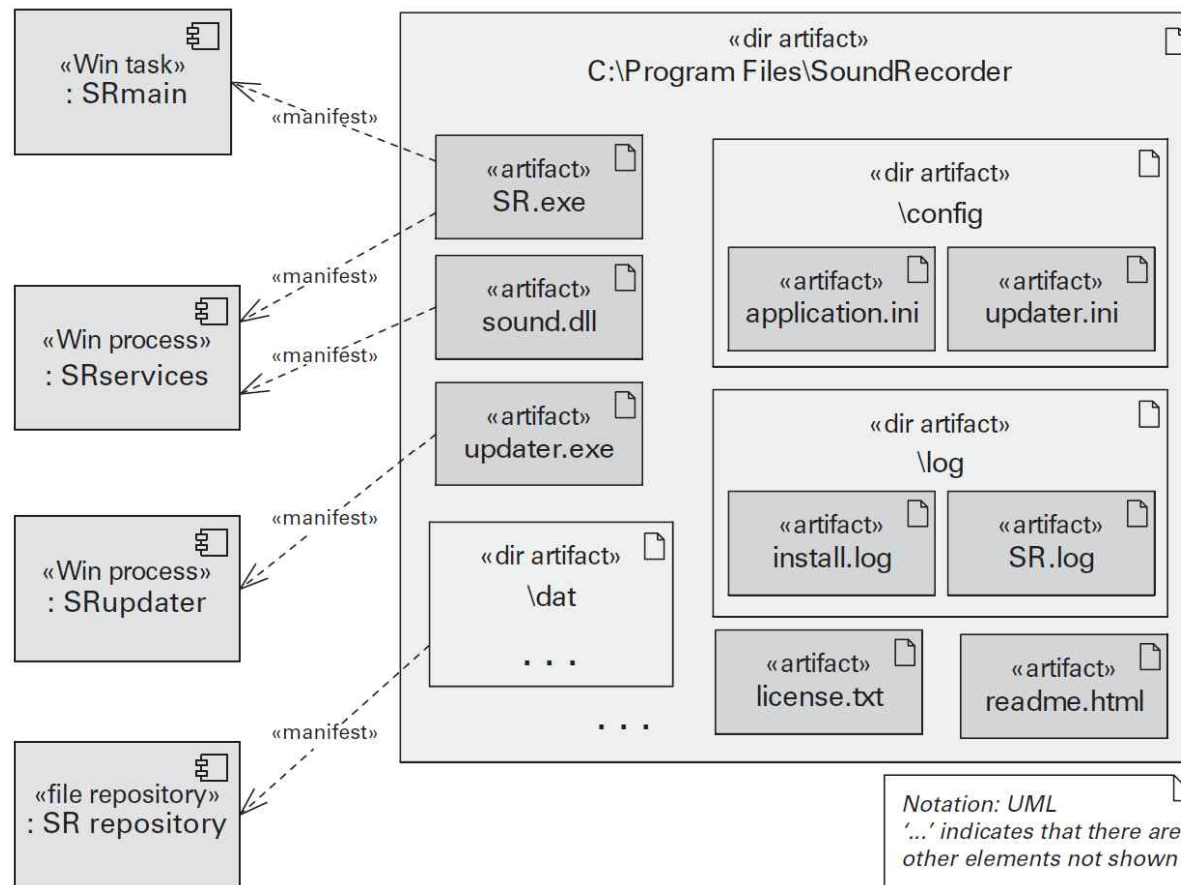 «Win task»
: SRmain
«manifest»
«manifest»
«Win process»
: SRservices
«manifest»
«Win process»
: SRupdater
«manifest»
«file repository»
: SR repository
«manifest»
«dir artifact»
C:\Program Files\SoundRecorder
«artifact»
SR.exe
«artifact»
sound.dll
«artifact»
updater.exe
«dir artifact»
\dat
. . .
. . .
«dir artifact»
\config
«artifact»
application.ini
«artifact»
updater.ini
«dir artifact»
\log
«artifact»
install.log
«artifact»
SR.log
«artifact»
license.txt
«artifact»
readme.html
Notation: UML
‘...’ indicates that there are
other elements not shown